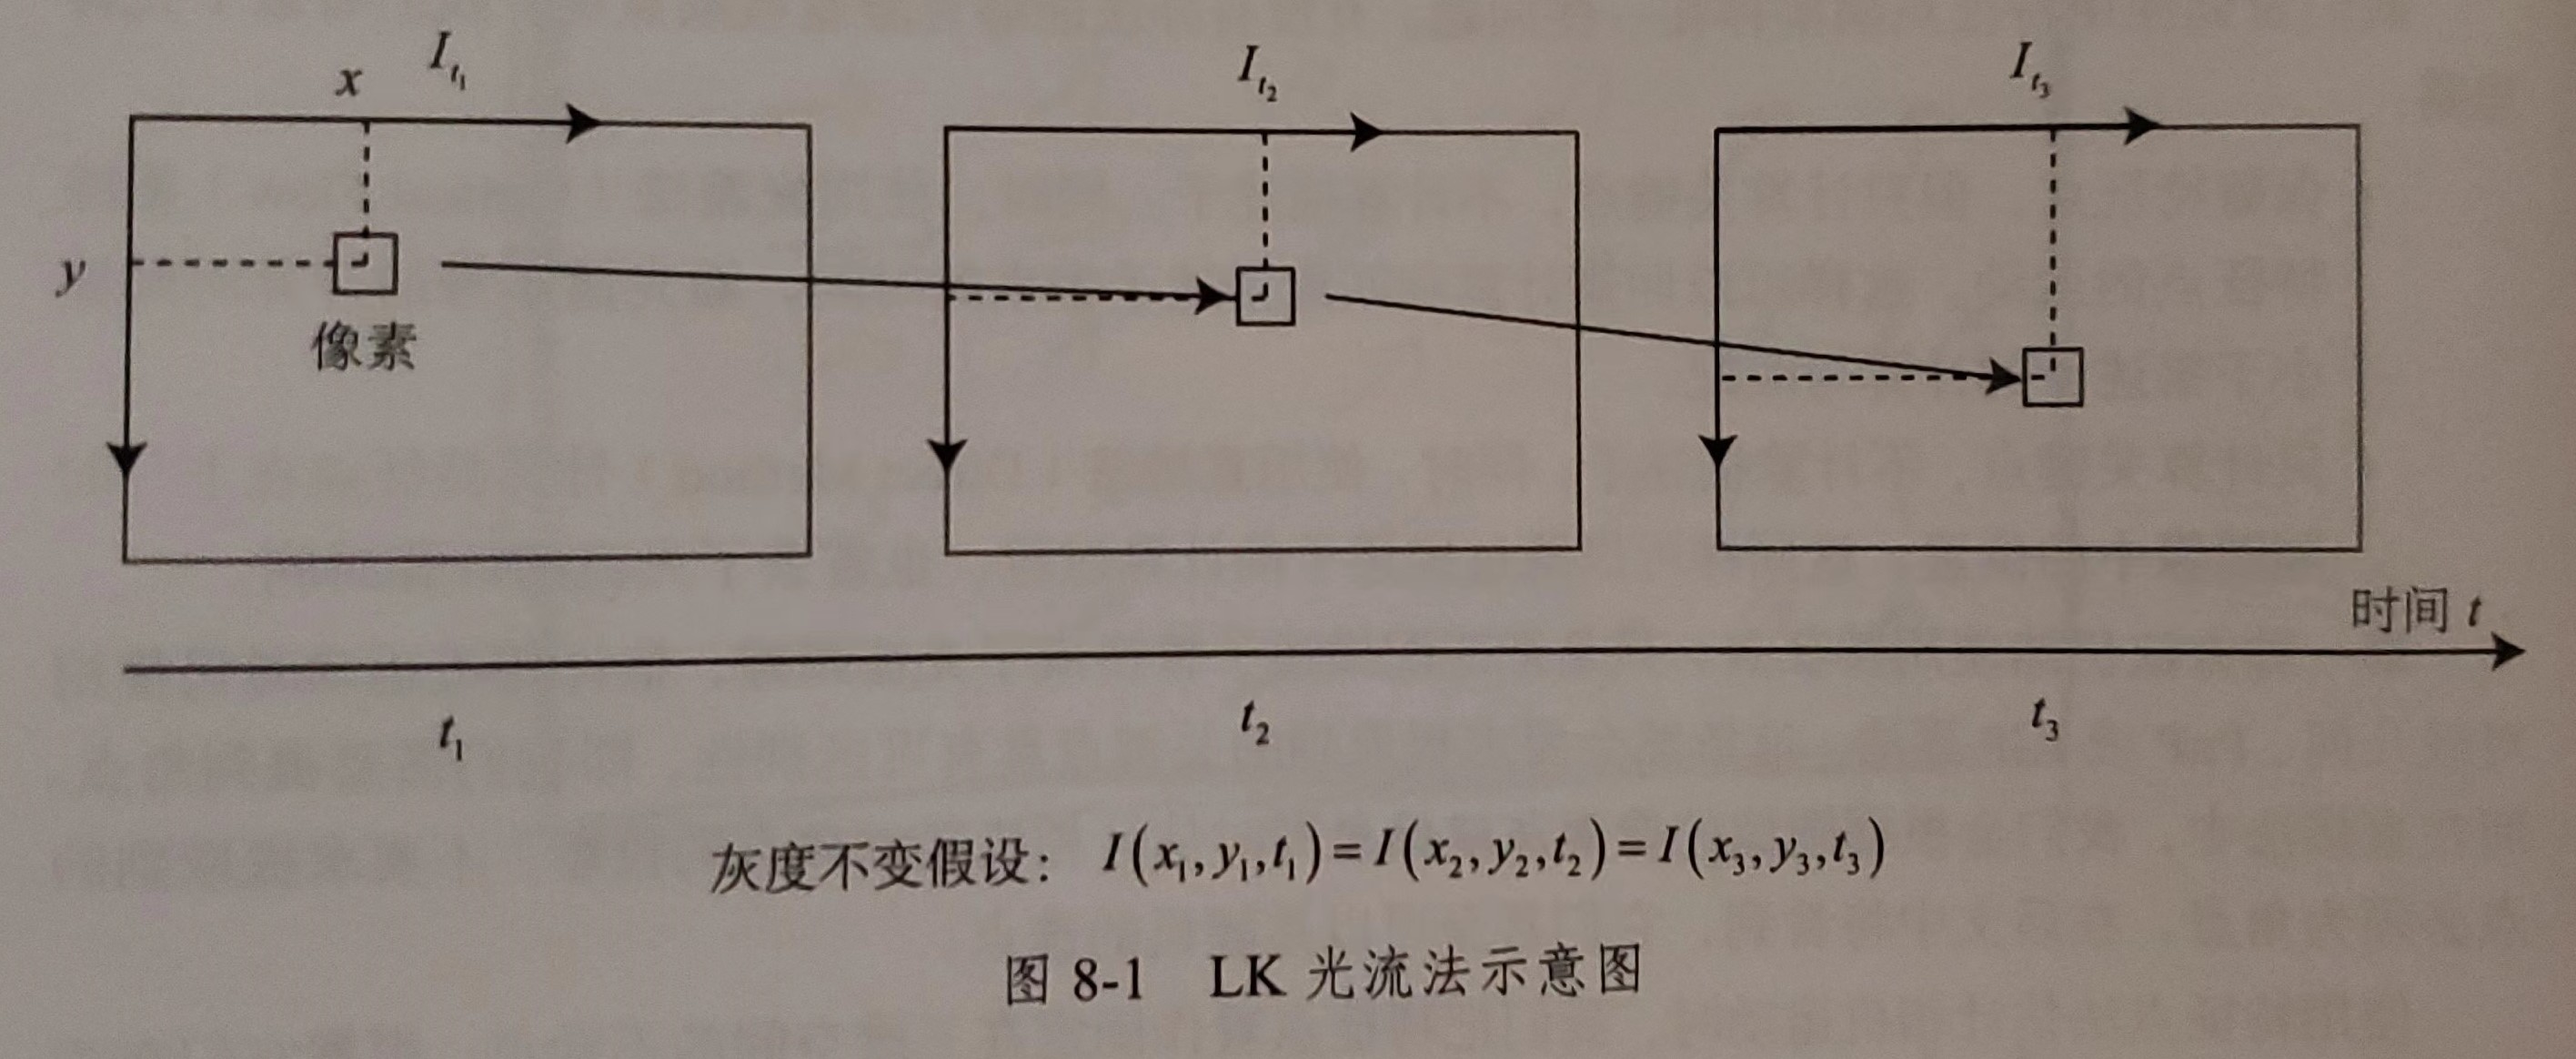 x I_{t_1} I_{t_2} I_{t_3}
y
像素
时间 t
t_1 t_2 t_3
灰度不变假设： I(x_1, y_1, t_1) = I(x_2, y_2, t_2) = I(x_3, y_3, t_3)
图 8-1 LK 光流法示意图